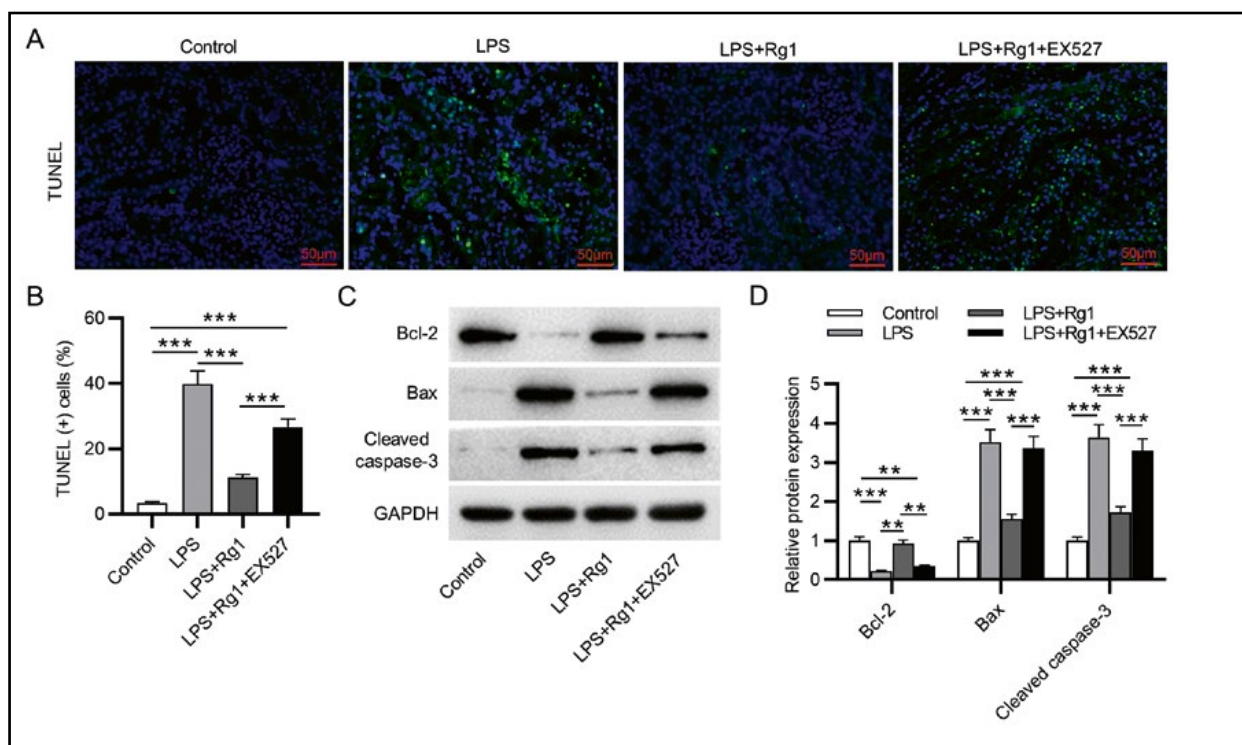 A
Control
LPS
LPS+Rg1
LPS+Rg1+EX527
TUNEL
50μm
50μm
50μm
50μm
B
TUNEL (+) cells (%)
60
40
20
0
***
***
***
***
Control
LPS
LPS+Rg1
LPS+Rg1+EX527
C
Bcl-2
Bax
Cleaved
caspase-3
GAPDH
Control
LPS
LPS+Rg1
LPS+Rg1+EX527
D
Control
LPS
LPS+Rg1
LPS+Rg1+EX527
Relative protein expression
5
4
3
2
1
0
**
***
**
**
***
***
***
***
***
***
***
***
Bcl-2
Bax
Cleaved caspase-3